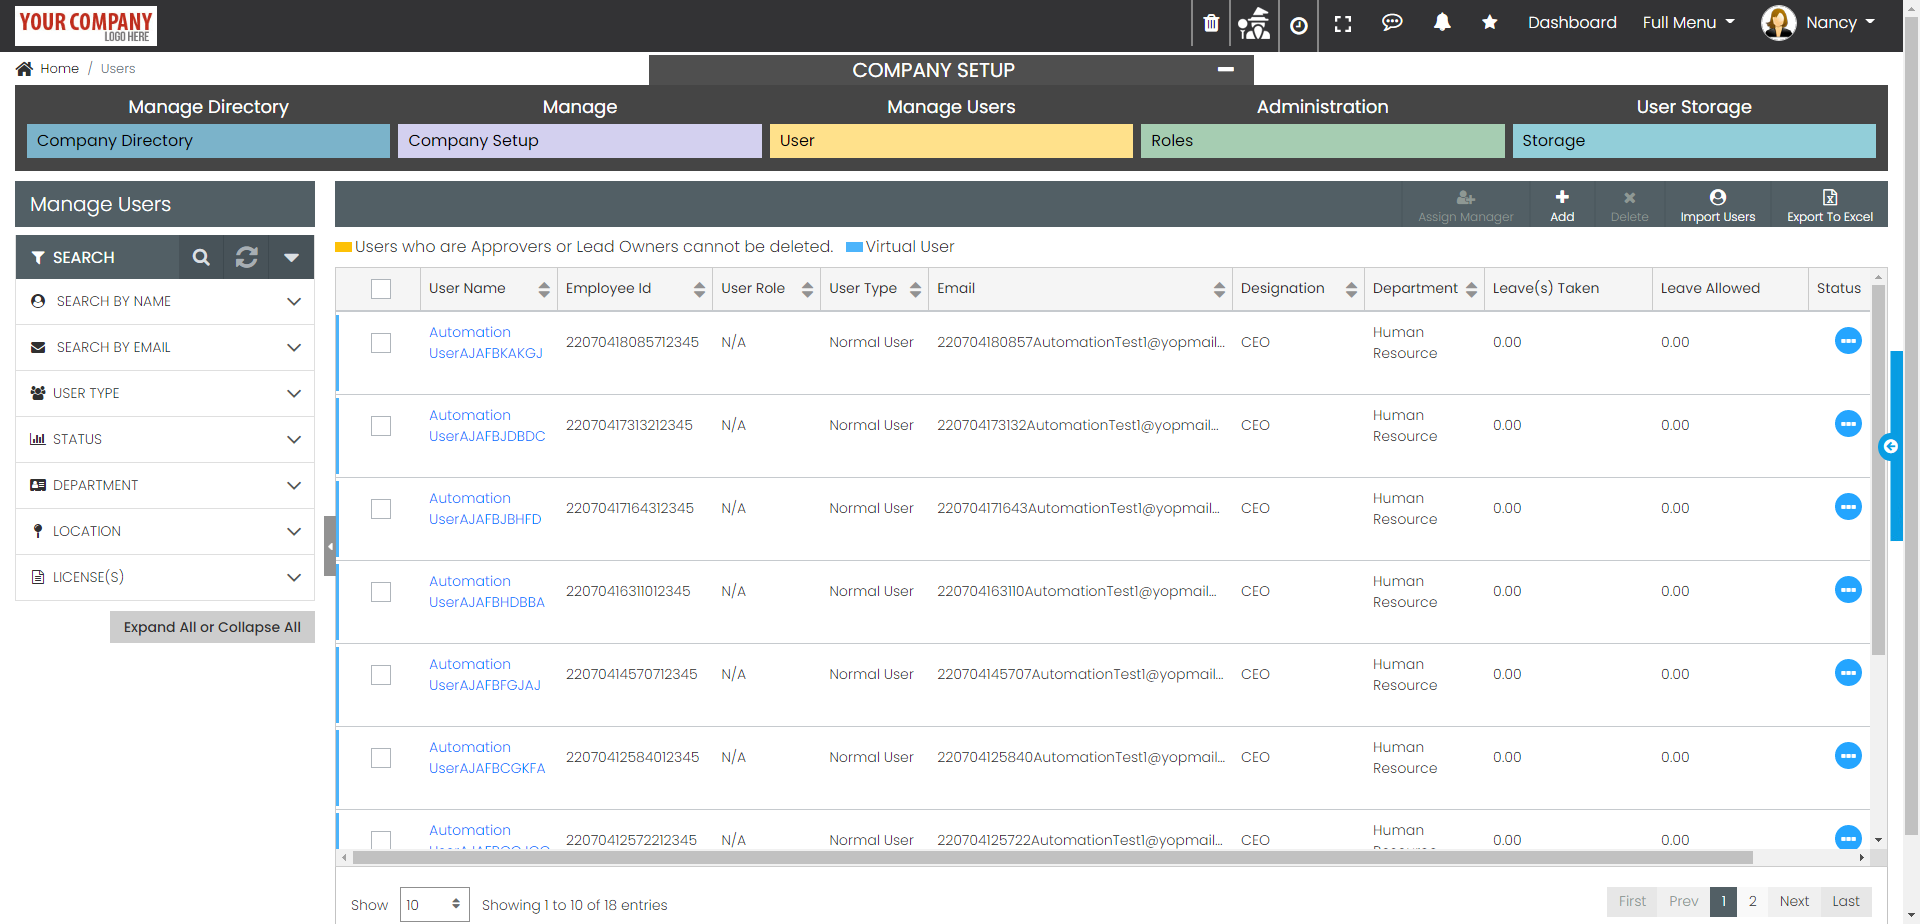 YOUR COMPANY
LOGO HERE
Dashboard
Full Menu
Nancy
Home / Users
COMPANY SETUP
Manage Directory
Manage
Manage Users
Administration
User Storage
Company Directory
Company Setup
User
Roles
Storage
Manage Users
Assign Manager
Add
Delete
Import Users
Export To Excel
SEARCH
SEARCH BY NAME
SEARCH BY EMAIL
USER TYPE
STATUS
DEPARTMENT
LOCATION
LICENSE(S)
Expand All or Collapse All
Users who are Approvers or Lead Owners cannot be deleted. Virtual User
User Name Employee Id User Role User Type Email Designation Department Leave(s) Taken Leave Allowed Status
Automation
UserAJAFBKAKGJ
22070418085712345 N/A Normal User 220704180857AutomationTest1@yopmail... CEO
Human
Resource
0.00 0.00
Automation
UserAJAFBJDBDC
22070417313212345 N/A Normal User 220704173132AutomationTest1@yopmail... CEO
Human
Resource
0.00 0.00
Automation
UserAJAFBJBHFD
22070417164312345 N/A Normal User 220704171643AutomationTest1@yopmail... CEO
Human
Resource
0.00 0.00
Automation
UserAJAFBHDBBA
22070416311012345 N/A Normal User 220704163110AutomationTest1@yopmail... CEO
Human
Resource
0.00 0.00
Automation
UserAJAFBFGJAJ
22070414570712345 N/A Normal User 220704145707AutomationTest1@yopmail... CEO
Human
Resource
0.00 0.00
Automation
UserAJAFBCGKFA
22070412584012345 N/A Normal User 220704125840AutomationTest1@yopmail... CEO
Human
Resource
0.00 0.00
Automation
22070412572212345 N/A Normal User 220704125722AutomationTest1@yopmail... CEO
Human
0.00 0.00
Show 10 Showing 1 to 10 of 18 entries
First Prev 1 2 Next Last